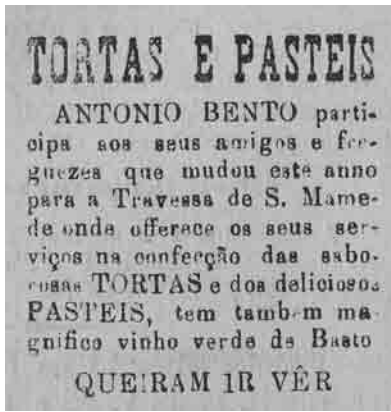 TORTAS E PASTEIS
ANTONIO BENTO parti-
cipa aos seus amigos e fre-
guezes que mudou este anno
para a Travessa de S. Mame-
de onde offerece os seus ser-
viços na confecção das sabo-
rosas TORTAS e dos deliciosos
PASTEIS, tem tambem ma-
gnifico vinho verde de Basto
QUEIRAM IR VÊR